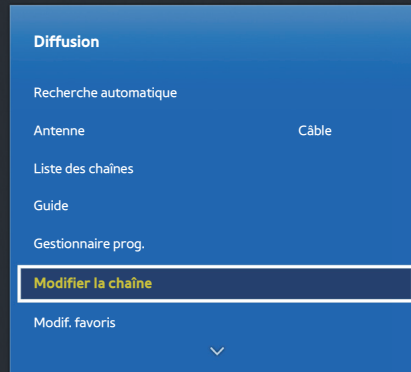 Diffusion
Recherche automatique
Antenne Câble
Liste des chaînes
Guide
Gestionnaire prog.
Modifier la chaîne
Modif. favoris